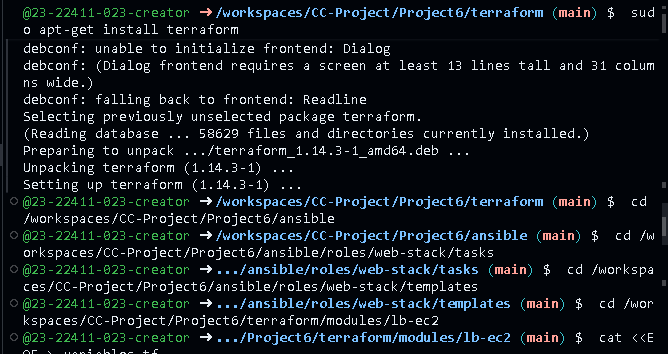 @23-22411-023-creator ➜ /workspaces/CC-Project/Project6/terraform (main) $ sud
o apt-get install terraform
debconf: unable to initialize frontend: Dialog
debconf: (Dialog frontend requires a screen at least 13 lines tall and 31 colum
ns wide.)
debconf: falling back to frontend: Readline
Selecting previously unselected package terraform.
(Reading database ... 58629 files and directories currently installed.)
Preparing to unpack .../terraform_1.14.3-1_amd64.deb ...
Unpacking terraform (1.14.3-1) ...
Setting up terraform (1.14.3-1) ...
@23-22411-023-creator ➜ /workspaces/CC-Project/Project6/terraform (main) $ cd
/workspaces/CC-Project/Project6/ansible
@23-22411-023-creator ➜ /workspaces/CC-Project/Project6/ansible (main) $ cd /w
orkspaces/CC-Project/Project6/ansible/roles/web-stack/tasks
@23-22411-023-creator ➜ .../ansible/roles/web-stack/tasks (main) $ cd /workspa
ces/CC-Project/Project6/ansible/roles/web-stack/templates
@23-22411-023-creator ➜ .../ansible/roles/web-stack/templates (main) $ cd /wor
kspaces/CC-Project/Project6/terraform/modules/lb-ec2
@23-22411-023-creator ➜ .../Project6/terraform/modules/lb-ec2 (main) $ cat <<E
OF > variables.tf